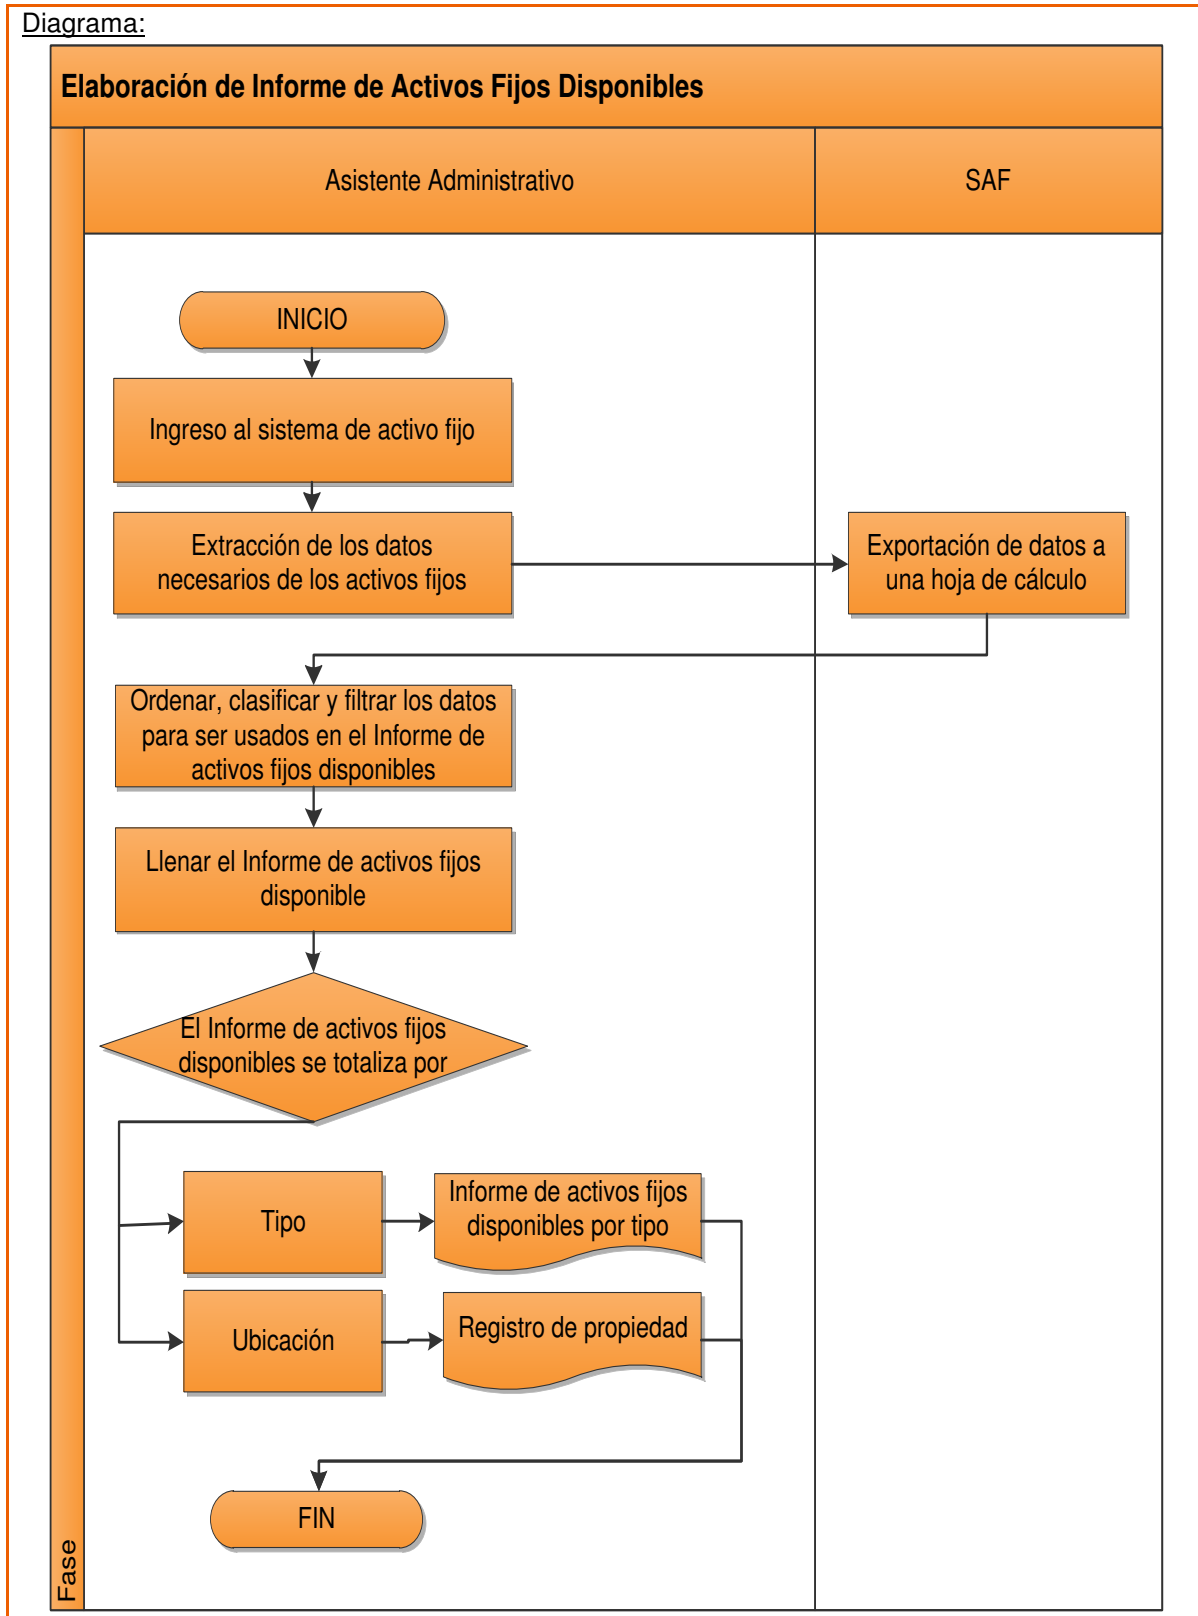 Diagrama:
Elaboración de Informe de Activos Fijos Disponibles
Asistente Administrativo
SAF
INICIO
Ingreso al sistema de activo fijo
Extracción de los datos
necesarios de los activos fijos
Exportación de datos a
una hoja de cálculo
Ordenar, clasificar y filtrar los datos
para ser usados en el Informe de
activos fijos disponibles
Llenar el Informe de activos fijos
disponible
El Informe de activos fijos
disponibles se totaliza por
Tipo
Informe de activos fijos
disponibles por tipo
Ubicación
Registro de propiedad
FIN
Fase